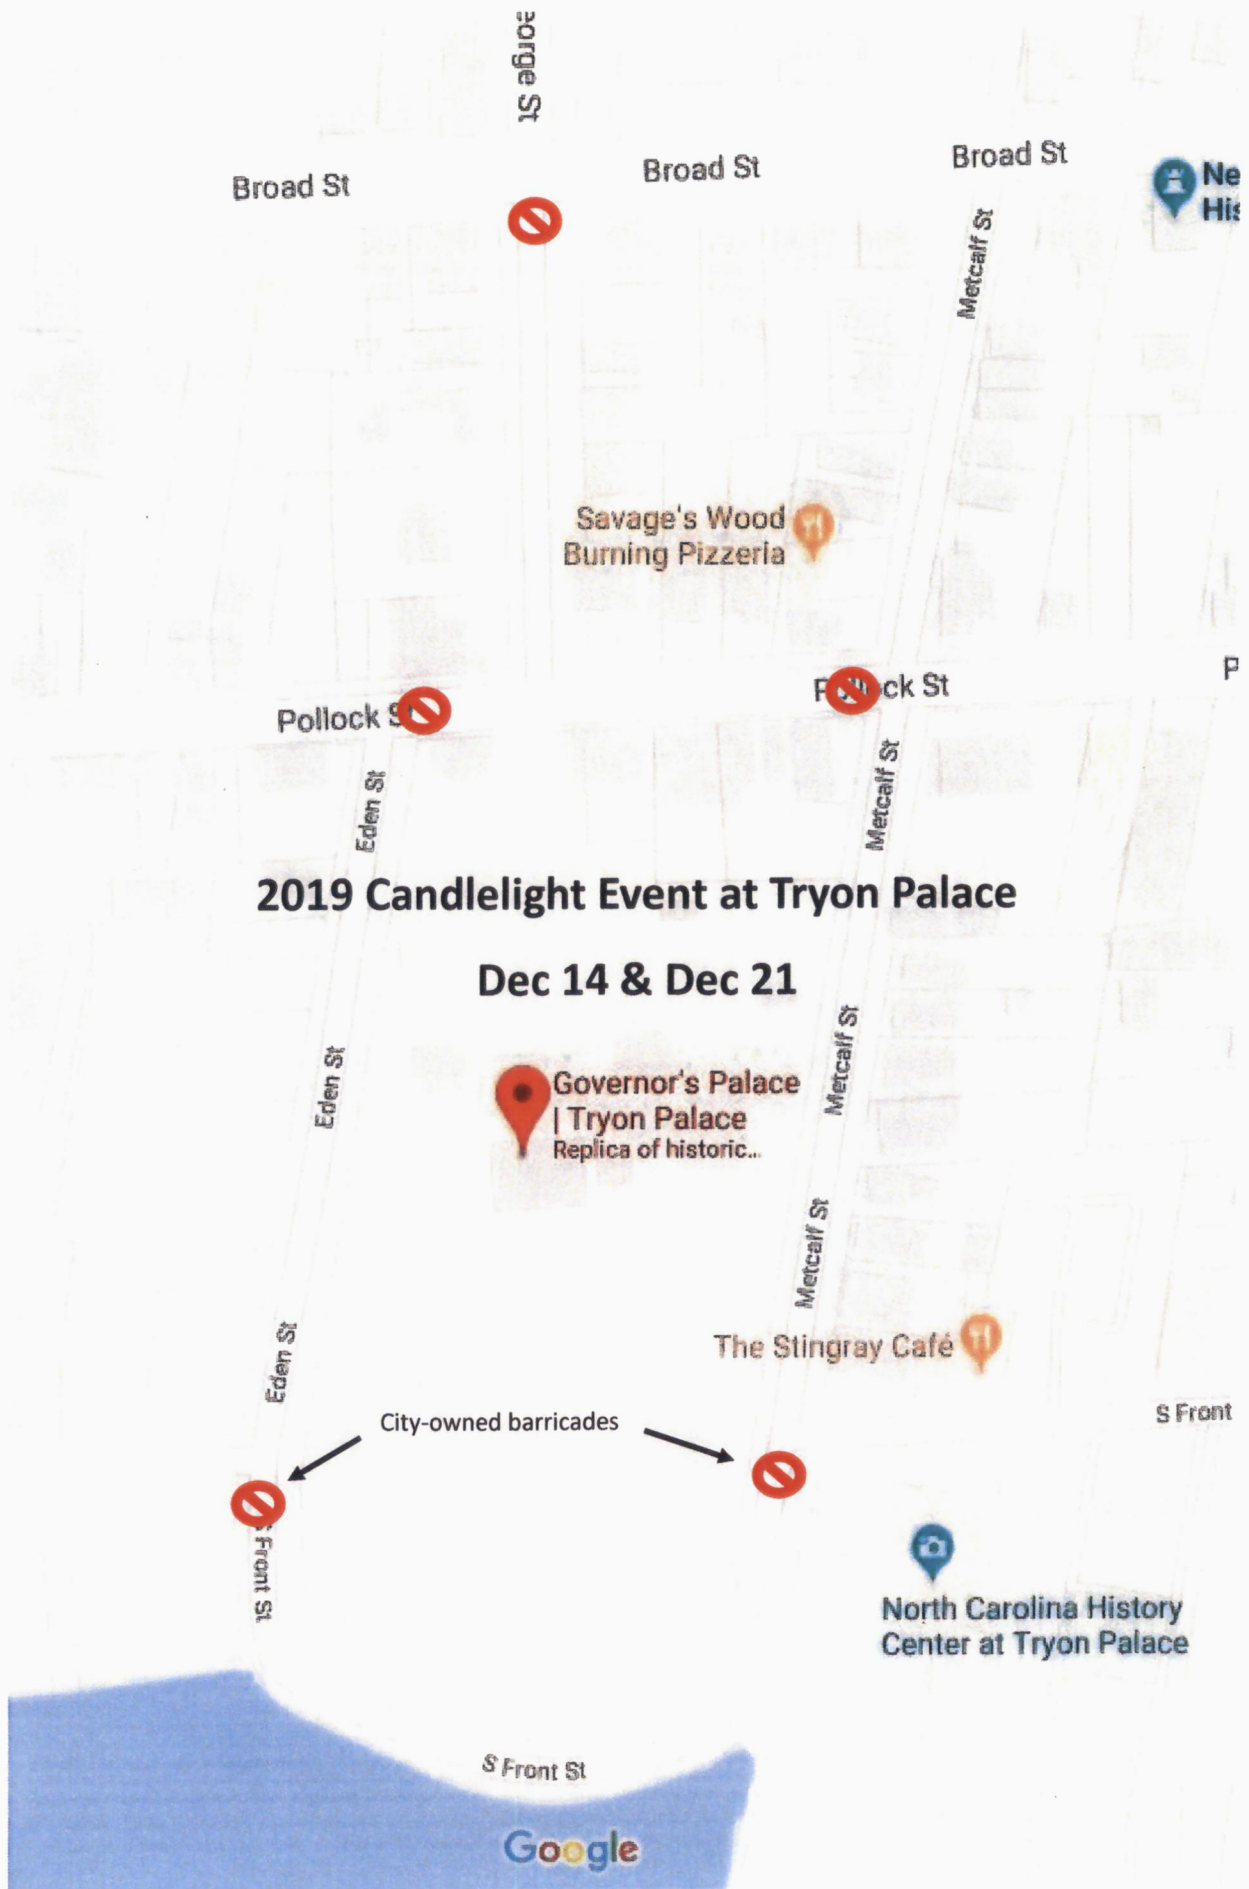 eorge St
Broad St
Broad St
Broad St
Ne
His
Metcalf St
Savage's Wood
Burning Pizzeria
P
Pollock St
Pollock St
Eden St
Metcalf St
2019 Candlelight Event at Tryon Palace
Dec 14 & Dec 21
Eden St
Metcalf St
Governor's Palace
| Tryon Palace
Replica of historic...
Metcalf St
Eden St
The Stingray Café
City-owned barricades
S Front
S Front St
North Carolina History
Center at Tryon Palace
S Front St
Google